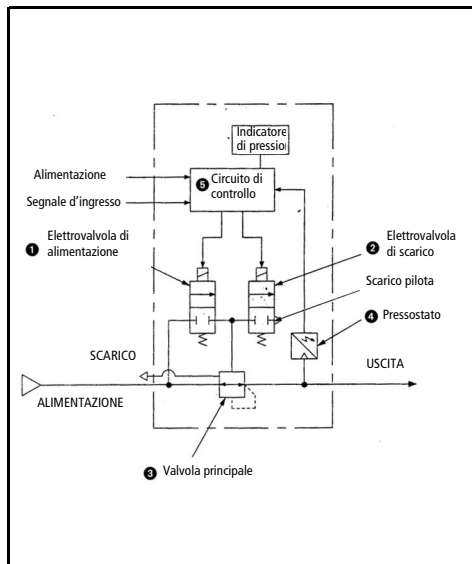 Indicatore
di pression
Alimentazione
❺ Circuito di
controllo
Segnale d'ingresso
❶ Elettrovalvola di
alimentazione
❷ Elettrovalvola
di scarico
Scarico pilota
❹ Pressostato
SCARICO
USCITA
ALIMENTAZIONE
❸ Valvola principale